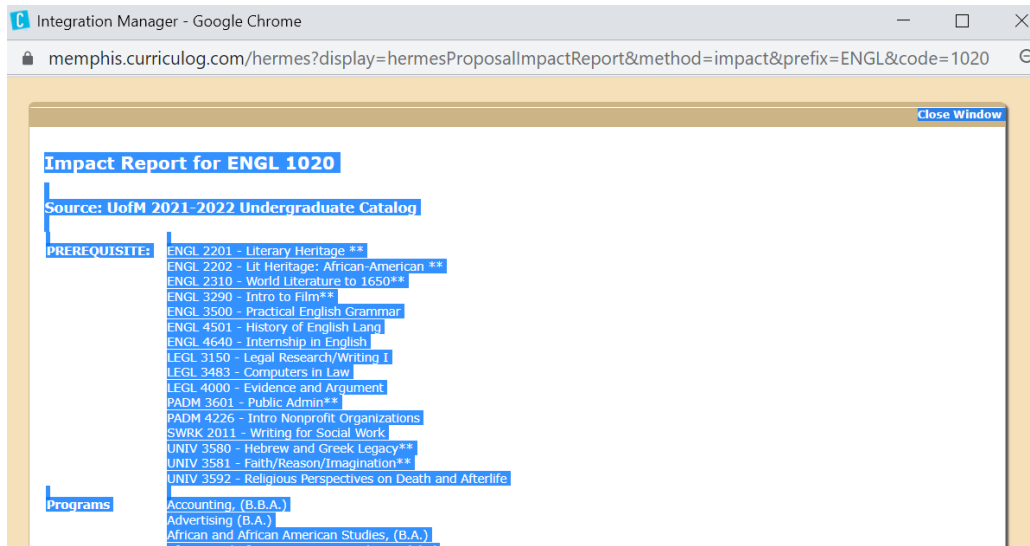 Integration Manager - Google Chrome
memphis.curriculog.com/hermes?display=hermesProposalImpactReport&method=impact&prefix=ENGL&code=1020
Close Window
Impact Report for ENGL 1020
Source: UofM 2021-2022 Undergraduate Catalog
PREREQUISITE: ENGL 2201 - Literary Heritage **
ENGL 2202 - Lit Heritage: African-American **
ENGL 2310 - World Literature to 1650**
ENGL 3290 - Intro to Film**
ENGL 3500 - Practical English Grammar
ENGL 4501 - History of English Lang
ENGL 4640 - Internship in English
LEGL 3150 - Legal Research/Writing I
LEGL 3483 - Computers in Law
LEGL 4000 - Evidence and Argument
PADM 3601 - Public Admin**
PADM 4226 - Intro Nonprofit Organizations
SWRK 2011 - Writing for Social Work
UNIV 3580 - Hebrew and Greek Legacy**
UNIV 3581 - Faith/Reason/Imagination**
UNIV 3592 - Religious Perspectives on Death and Afterlife
Programs Accounting, (B.B.A.)
Advertising (B.A.)
African and African American Studies, (B.A.)